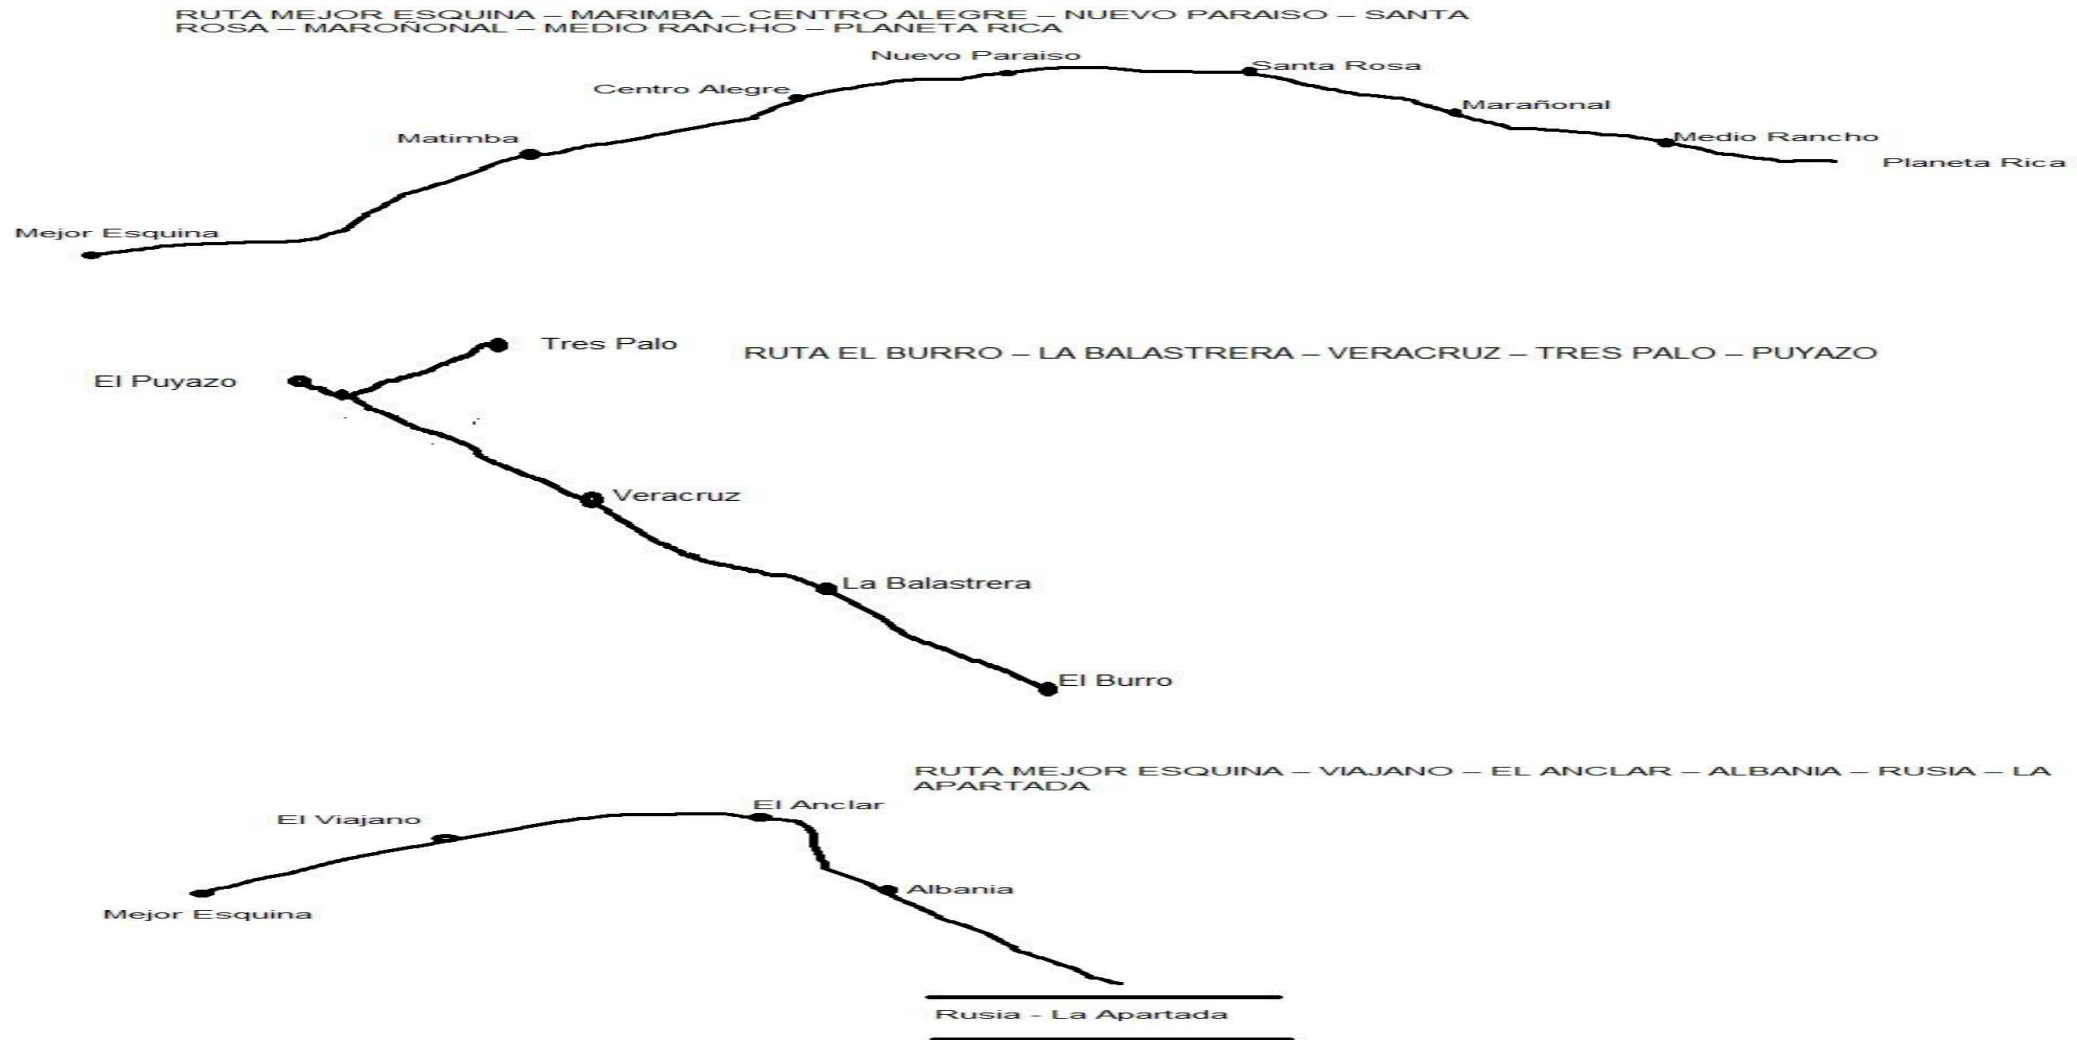 RUTA MEJOR ESQUINA – MARIMBA – CENTRO ALEGRE – NUEVO PARAISO – SANTA
ROSA – MAROÑONAL – MEDIO RANCHO – PLANETA RICA
Nuevo Paraiso
Santa Rosa
Centro Alegre
Marañonal
Matimba
Medio Rancho
Planeta Rica
Mejor Esquina
Tres Palo
RUTA EL BURRO – LA BALASTRERA – VERACRUZ – TRES PALO – PUYAZO
El Puyazo
Veracruz
La Balastrera
El Burro
RUTA MEJOR ESQUINA – VIAJANO – EL ANCLAR – ALBANIA – RUSIA – LA
APARTADA
El Anclar
El Viajano
Albania
Mejor Esquina
Rusia - La Apartada